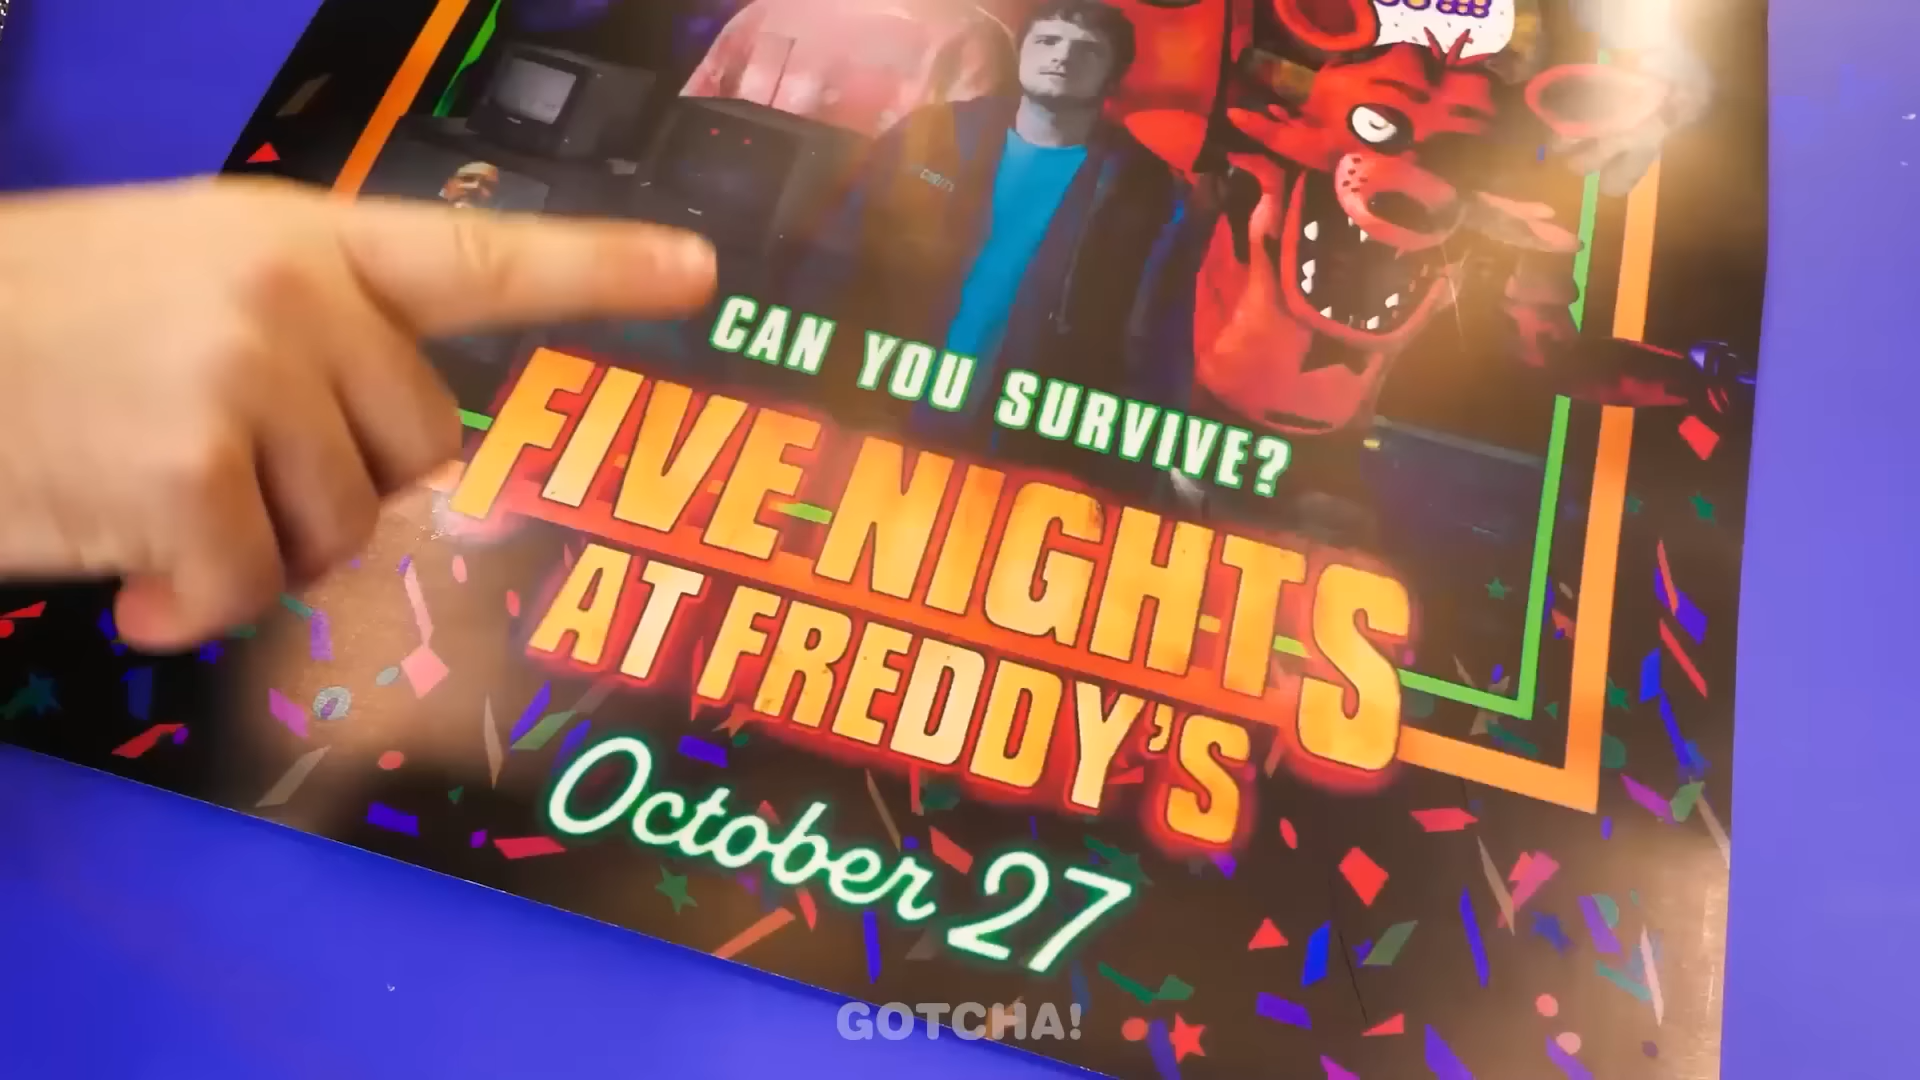 CAN YOU SURVIVE?
FIVE NIGHTS
AT FREDDY'S
October 27
GOTCHA!